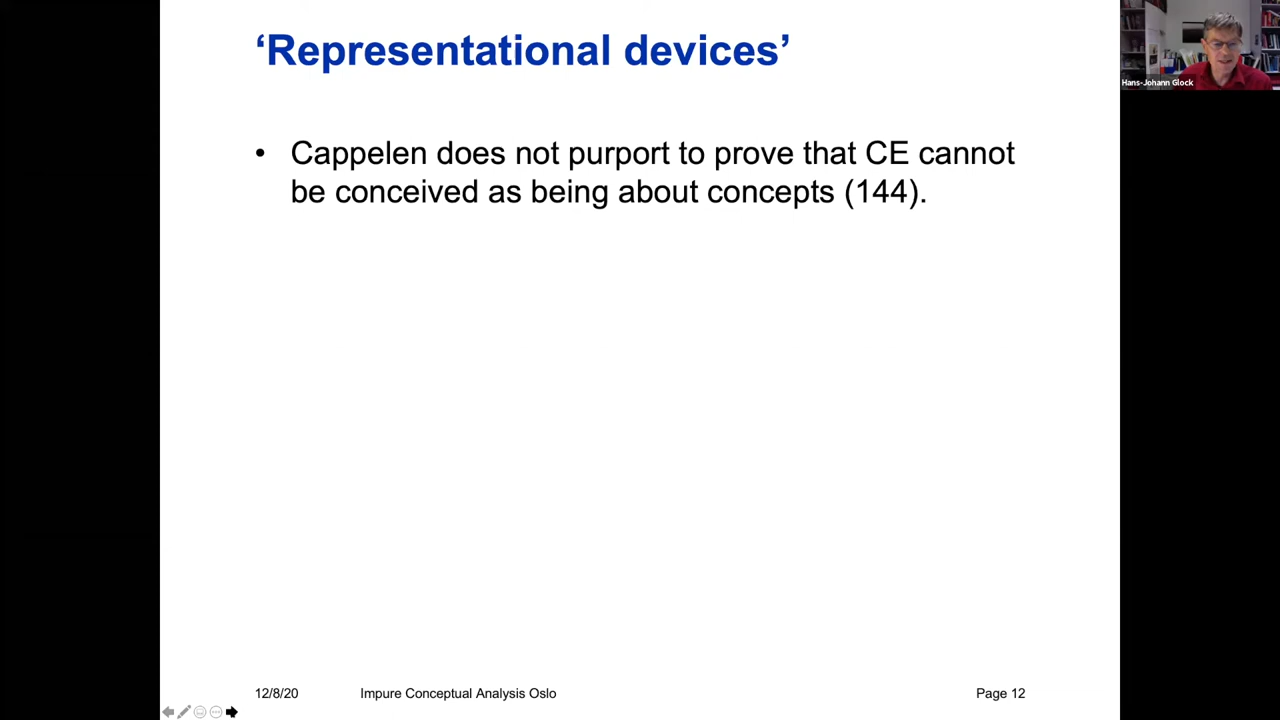 ‘Representational devices’
Hans-Johann Glock
• Cappelen does not purport to prove that CE cannot
be conceived as being about concepts (144).
12/8/20 Impure Conceptual Analysis Oslo Page 12